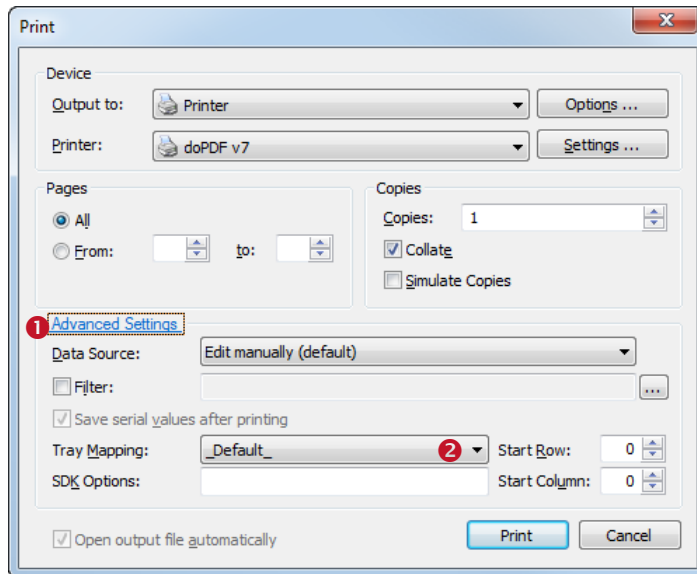 Print
Device
Output to: Printer Options ...
Printer: doPDF v7 Settings ...
Pages
All
From: to:
Copies
Copies: 1
Collate
Simulate Copies
1 Advanced Settings
Data Source: Edit manually (default)
Filter: ...
Save serial values after printing
Tray Mapping: _Default_ 2 Start Row: 0
SDK Options: Start Column: 0
Open output file automatically Print Cancel